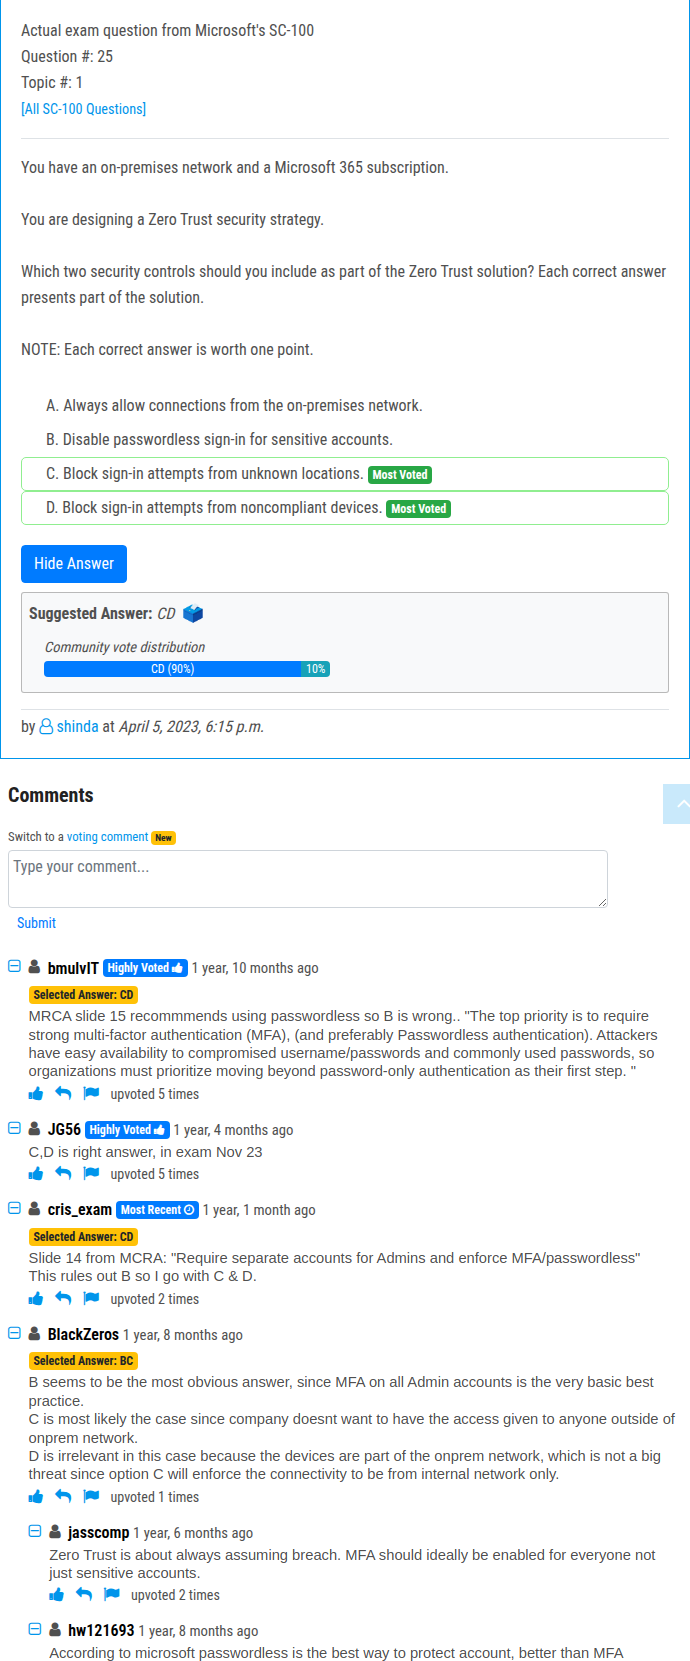 Actual exam question from Microsoft's SC-100
Question #: 25
Topic #: 1
[All SC-100 Questions]
You have an on-premises network and a Microsoft 365 subscription.
You are designing a Zero Trust security strategy.
Which two security controls should you include as part of the Zero Trust solution? Each correct answer
presents part of the solution.
NOTE: Each correct answer is worth one point.
A. Always allow connections from the on-premises network.
B. Disable passwordless sign-in for sensitive accounts.
C. Block sign-in attempts from unknown locations. Most Voted
D. Block sign-in attempts from noncompliant devices. Most Voted
Hide Answer
Suggested Answer: CD
Community vote distribution
CD (90%) 10%
by shinda at April 5, 2023, 6:15 p.m.
Comments
Switch to a voting comment New
Type your comment...
Submit
bmulvIT Highly Voted 1 year, 10 months ago
Selected Answer: CD
MRCA slide 15 recommmends using passwordless so B is wrong.. "The top priority is to require
strong multi-factor authentication (MFA), (and preferably Passwordless authentication). Attackers
have easy availability to compromised username/passwords and commonly used passwords, so
organizations must prioritize moving beyond password-only authentication as their first step. "
upvoted 5 times
JG56 Highly Voted 1 year, 4 months ago
C,D is right answer, in exam Nov 23
upvoted 5 times
cris_exam Most Recent 1 year, 1 month ago
Selected Answer: CD
Slide 14 from MCRA: "Require separate accounts for Admins and enforce MFA/passwordless"
This rules out B so I go with C & D.
upvoted 2 times
BlackZeros 1 year, 8 months ago
Selected Answer: BC
B seems to be the most obvious answer, since MFA on all Admin accounts is the very basic best
practice.
C is most likely the case since company doesnt want to have the access given to anyone outside of
onprem network.
D is irrelevant in this case because the devices are part of the onprem network, which is not a big
threat since option C will enforce the connectivity to be from internal network only.
upvoted 1 times
jasscomp 1 year, 6 months ago
Zero Trust is about always assuming breach. MFA should ideally be enabled for everyone not
just sensitive accounts.
upvoted 2 times
hw121693 1 year, 8 months ago
According to microsoft passwordless is the best way to protect account, better than MFA